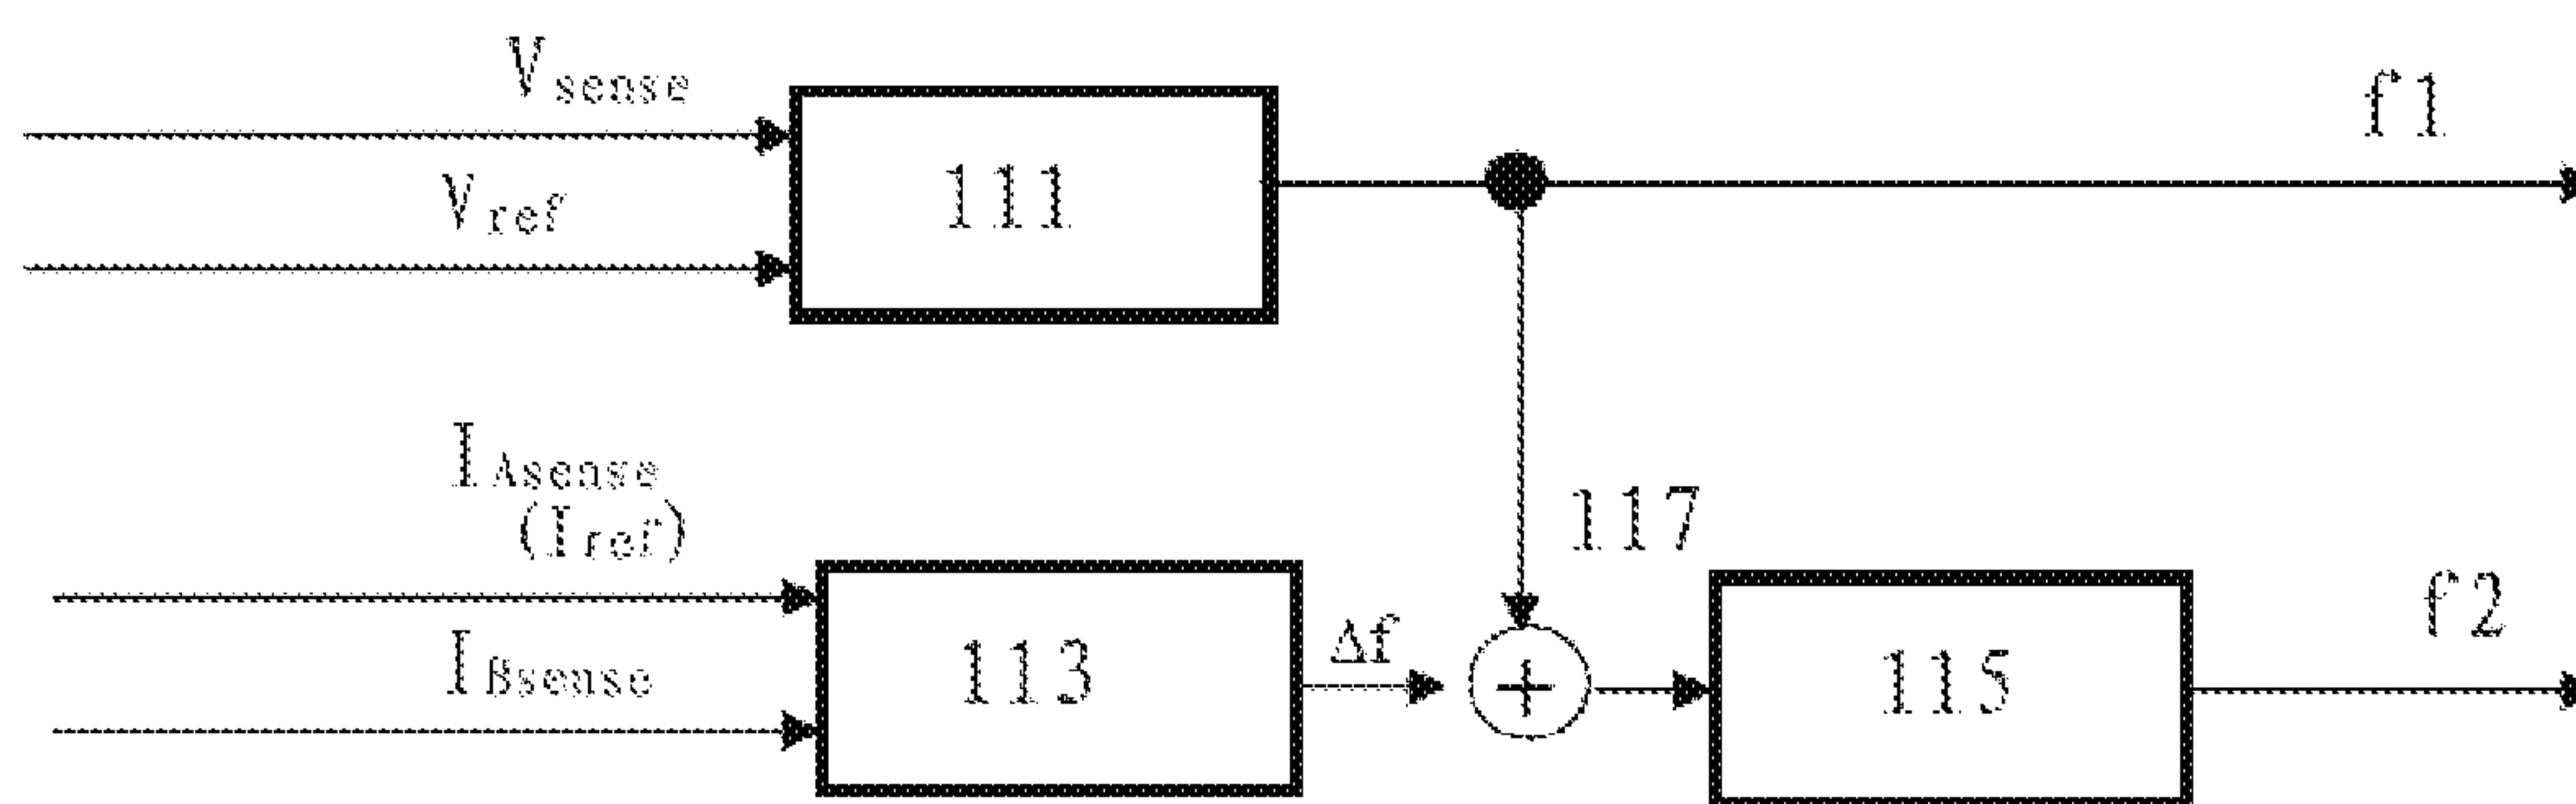 Vsense
f1
Vref
111
IAsense
(Iref)
117
IBsense
113
Δf
+
115
f2